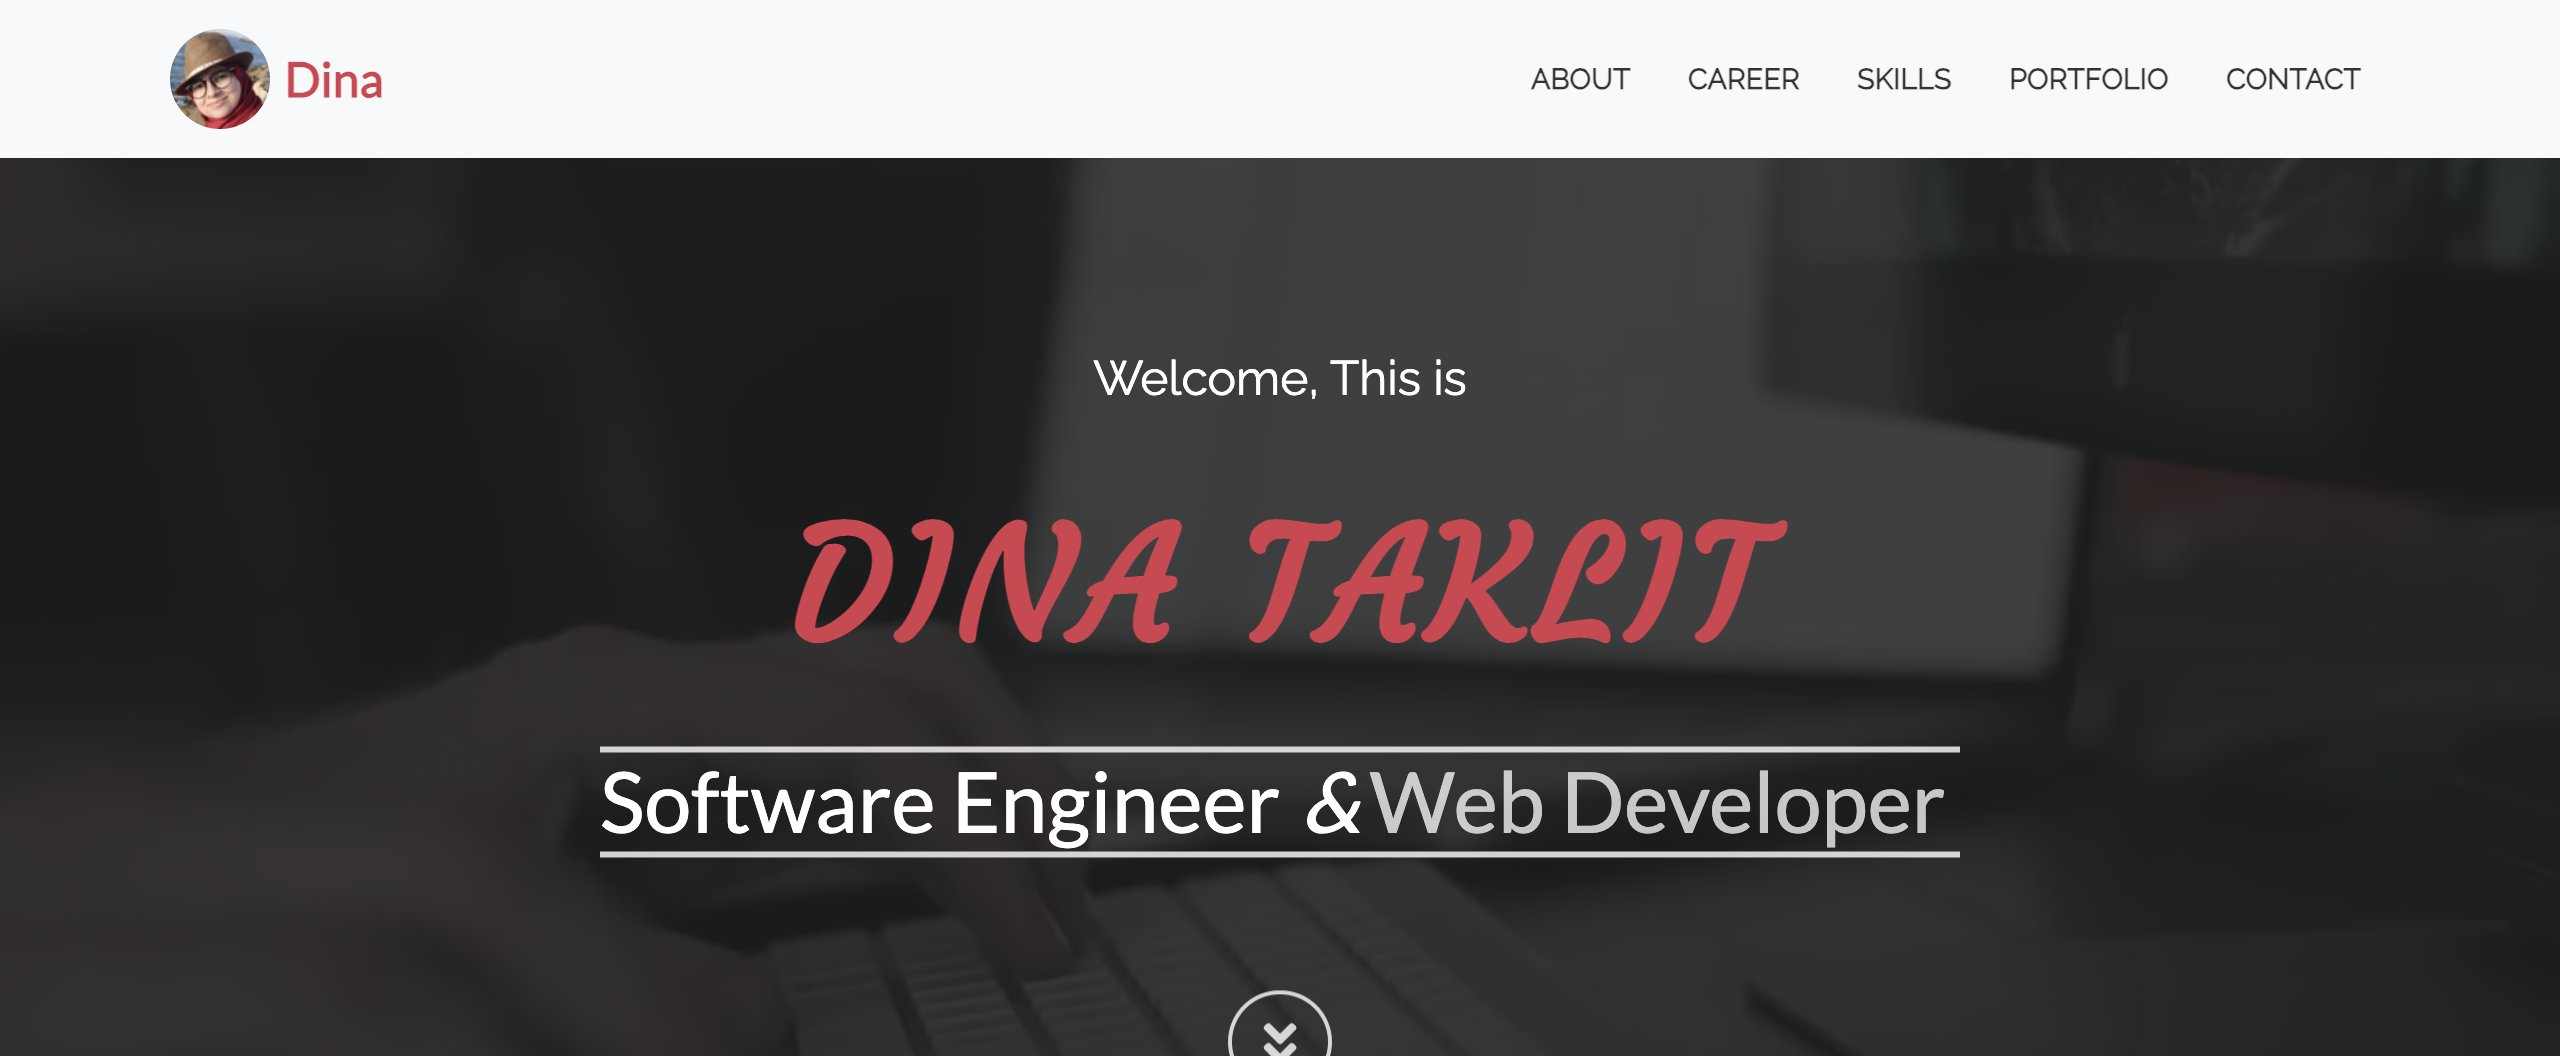 Dina
ABOUT CAREER SKILLS PORTFOLIO CONTACT
Welcome, This is
DINA TAKLIT
Software Engineer & Web Developer